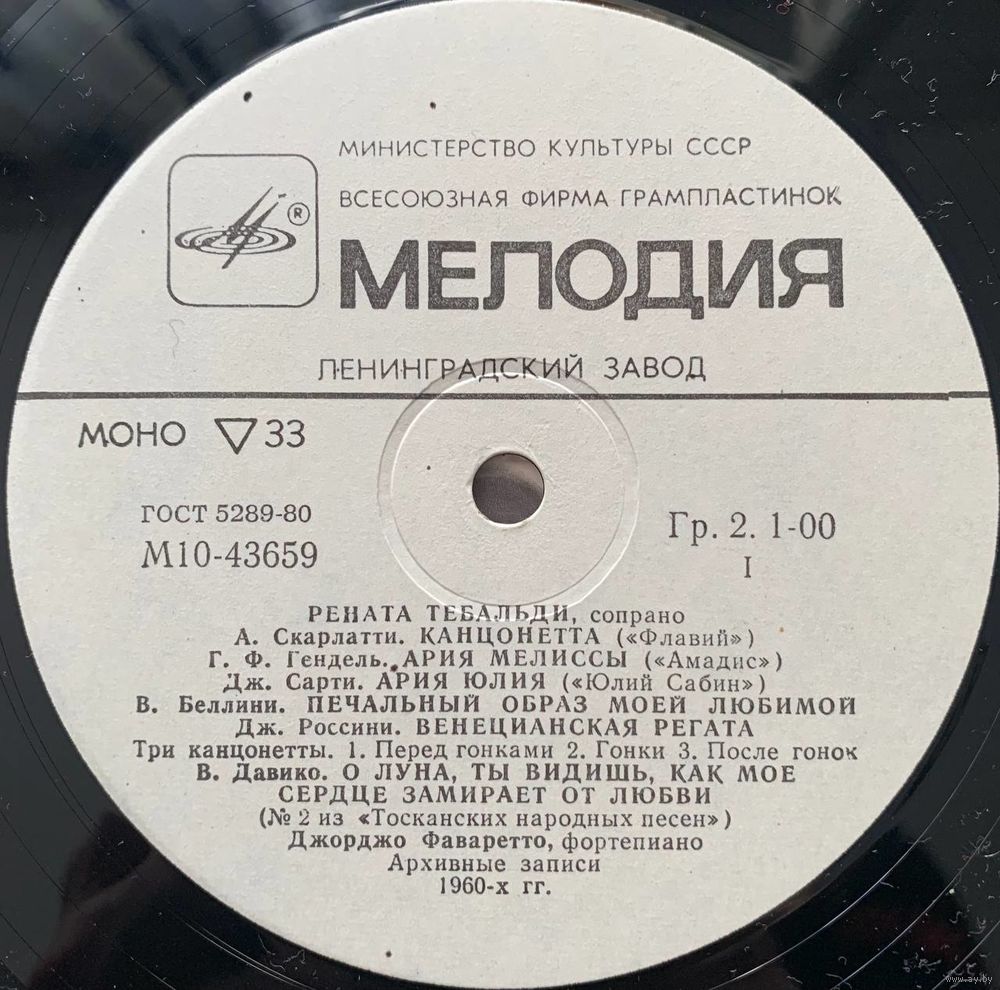 МИНИСТЕРСТВО КУЛЬТУРЫ СССР
ВСЕСОЮЗНАЯ ФИРМА ГРАМПЛАСТИНОК
®
МЕЛОДИЯ
ЛЕНИНГРАДСКИЙ ЗАВОД
МОНО ▽ 33
ГОСТ 5289-80
М10-43659
Гр. 2. 1-00
I
РЕНАТА ТЕБАЛЬДИ, сопрано
А. Скарлатти. КАНЦОНЕТТА («Флавий»)
Г. Ф. Гендель. АРИЯ МЕЛИССЫ («Амадис»)
Дж. Сарти. АРИЯ ЮЛИЯ («Юлий Сабин»)
В. Беллини. ПЕЧАЛЬНЫЙ ОБРАЗ МОЕЙ ЛЮБИМОЙ
Дж. Россини. ВЕНЕЦИАНСКАЯ РЕГАТА
Три канцонетты. 1. Перед гонками 2. Гонки 3. После гонок
В. Давико. О ЛУНА, ТЫ ВИДИШЬ, КАК МОЕ
СЕРДЦЕ ЗАМИРАЕТ ОТ ЛЮБВИ
(№ 2 из «Тосканских народных песен»)
Джорджо Фаваретто, фортепиано
Архивные записи
1960-х гг.
www.ay.by